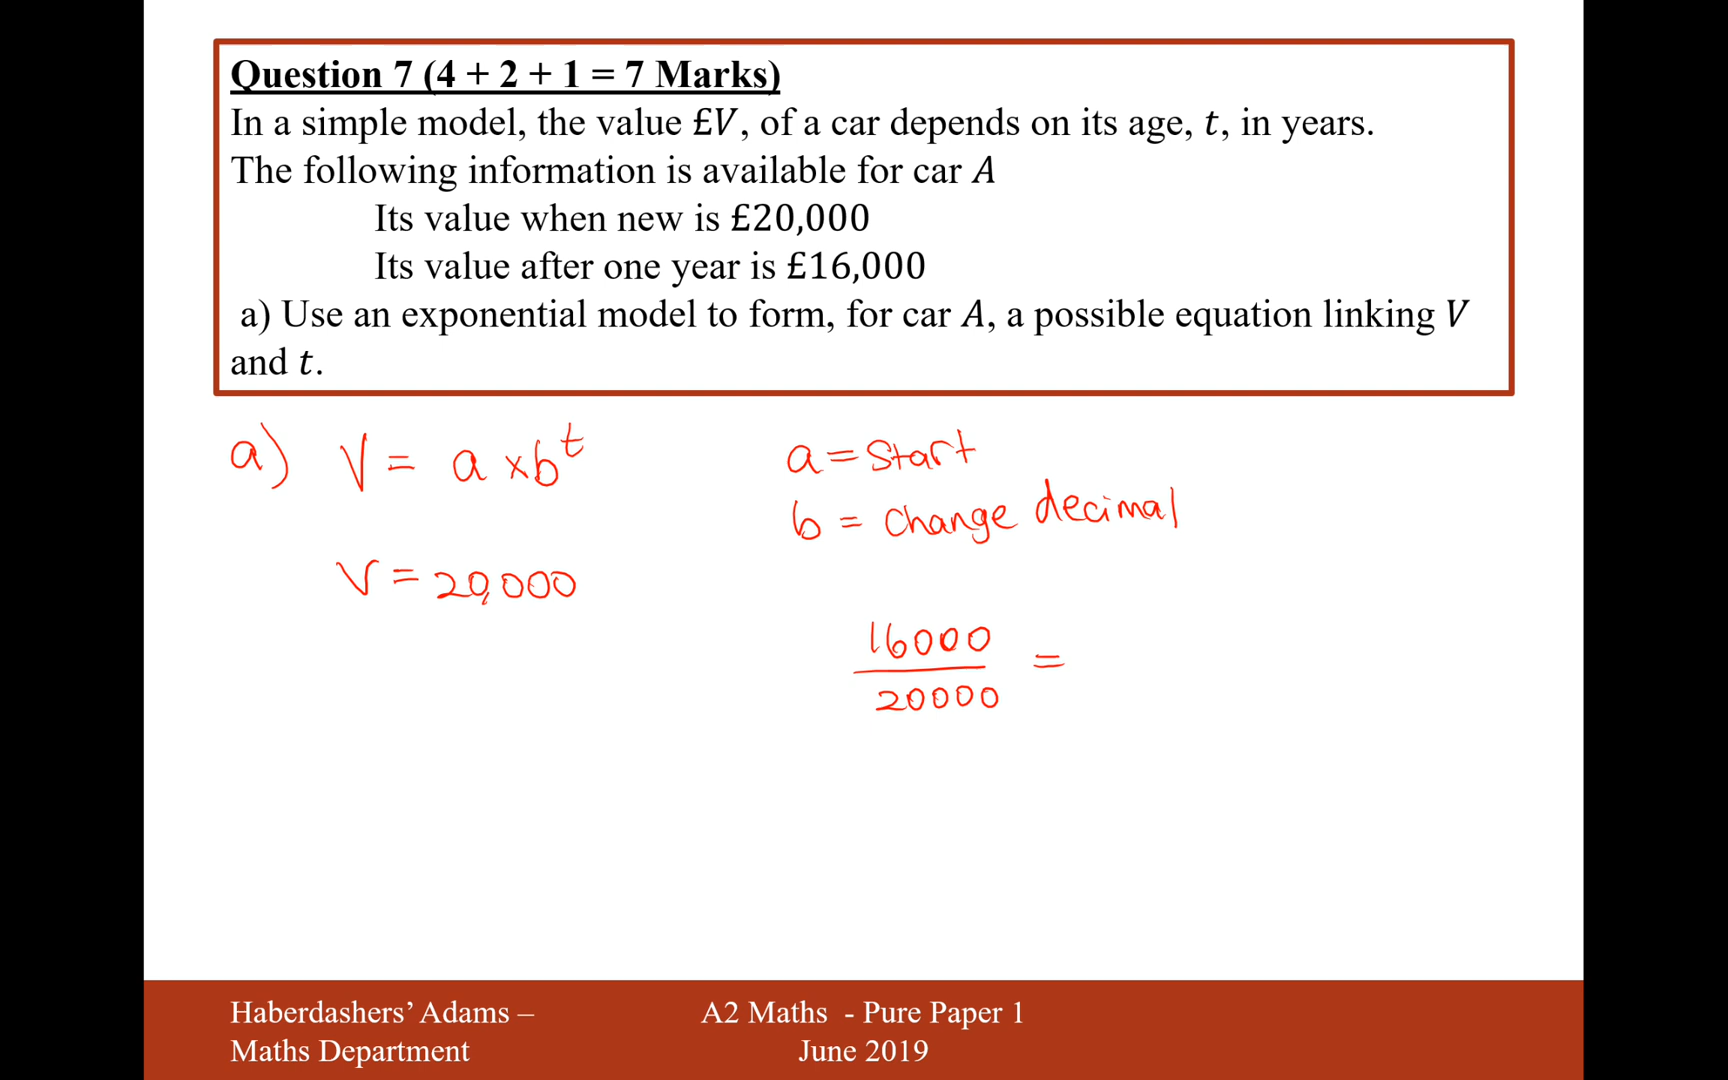 Question 7 (4 + 2 + 1 = 7 Marks)
In a simple model, the value £V, of a car depends on its age, t, in years.
The following information is available for car A
Its value when new is £20,000
Its value after one year is £16,000
a) Use an exponential model to form, for car A, a possible equation linking V
and t.
a) V = a × b^t
a = Start
b = change decimal
V = 20,000
16000
20000
=
Haberdashers’ Adams –
Maths Department
A2 Maths - Pure Paper 1
June 2019